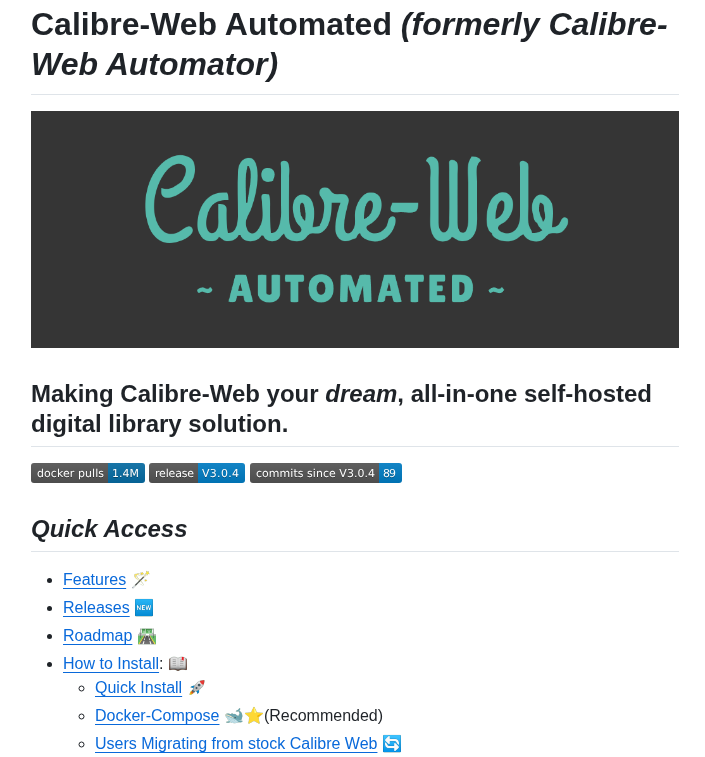 Calibre-Web Automated (formerly Calibre-
Web Automator)
Calibre-Web
~ AUTOMATED ~
Making Calibre-Web your dream, all-in-one self-hosted
digital library solution.
docker pulls 1.4M release V3.0.4 commits since V3.0.4 89
Quick Access
Features
Releases NEW
Roadmap
How to Install:
Quick Install
Docker-Compose (Recommended)
Users Migrating from stock Calibre Web